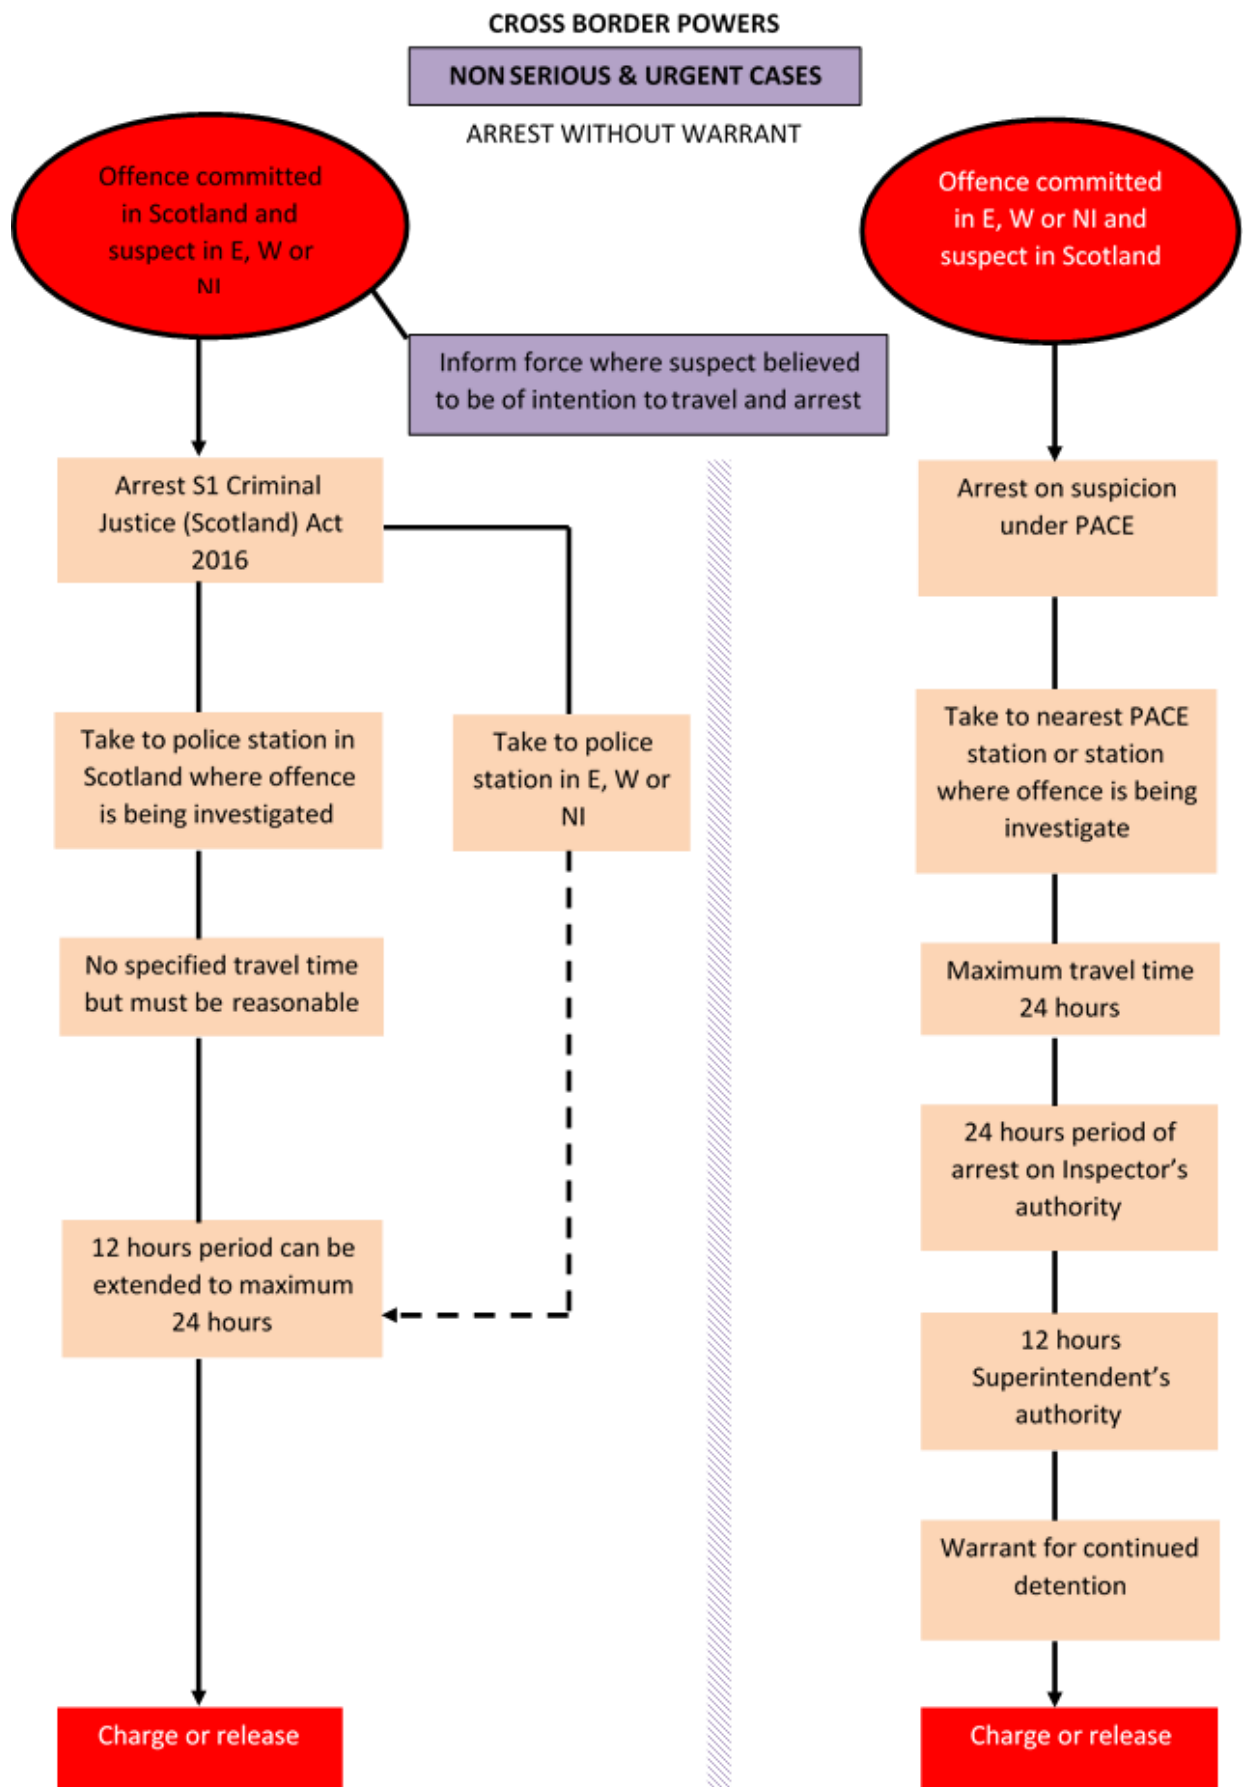 CROSS BORDER POWERS
NON SERIOUS & URGENT CASES
ARREST WITHOUT WARRANT
Offence committed
in Scotland and
suspect in E, W or
NI
Offence committed
in E, W or NI and
suspect in Scotland
Inform force where suspect believed
to be of intention to travel and arrest
Arrest S1 Criminal
Justice (Scotland) Act
2016
Take to police station in
Scotland where offence
is being investigated
Take to police
station in E, W or
NI
No specified travel time
but must be reasonable
12 hours period can be
extended to maximum
24 hours
Charge or release
Arrest on suspicion
under PACE
Take to nearest PACE
station or station
where offence is being
investigate
Maximum travel time
24 hours
24 hours period of
arrest on Inspector’s
authority
12 hours
Superintendent’s
authority
Warrant for continued
detention
Charge or release